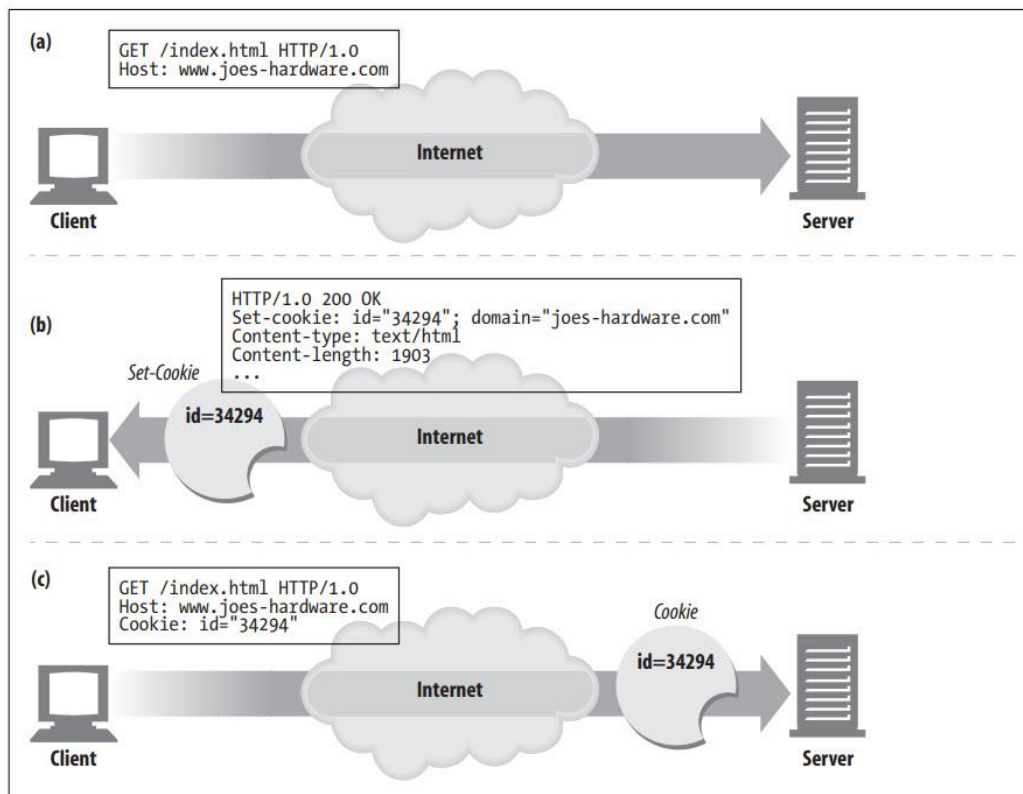 (a)
GET /index.html HTTP/1.0
Host: www.joes-hardware.com
Internet
Client
Server
(b)
HTTP/1.0 200 OK
Set-cookie: id="34294"; domain="joes-hardware.com"
Content-type: text/html
Content-length: 1903
...
Set-Cookie
id=34294
Internet
Client
Server
(c)
GET /index.html HTTP/1.0
Host: www.joes-hardware.com
Cookie: id="34294"
Cookie
id=34294
Internet
Client
Server